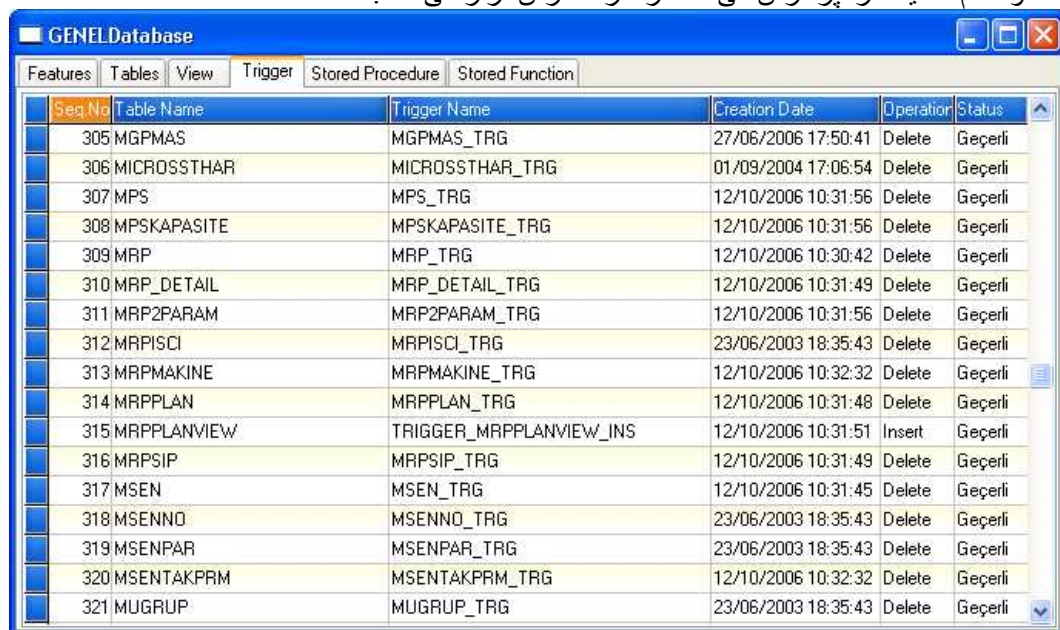 GENELDatabase
Features Tables View Trigger Stored Procedure Stored Function
Seq.No Table Name Trigger Name Creation Date Operation Status
305 MGPMAS MGPMAS_TRG 27/06/2006 17:50:41 Delete Geçerli
306 MICROSSTHAR MICROSSTHAR_TRG 01/09/2004 17:06:54 Delete Geçerli
307 MPS MPS_TRG 12/10/2006 10:31:56 Delete Geçerli
308 MPSKAPASITE MPSKAPASITE_TRG 12/10/2006 10:31:56 Delete Geçerli
309 MRP MRP_TRG 12/10/2006 10:30:42 Delete Geçerli
310 MRP_DETAIL MRP_DETAIL_TRG 12/10/2006 10:31:49 Delete Geçerli
311 MRP2PARAM MRP2PARAM_TRG 12/10/2006 10:31:56 Delete Geçerli
312 MRPISCI MRPISCI_TRG 23/06/2003 18:35:43 Delete Geçerli
313 MRPMAKINE MRPMAKINE_TRG 12/10/2006 10:32:32 Delete Geçerli
314 MRPPLAN MRPPLAN_TRG 12/10/2006 10:31:48 Delete Geçerli
315 MRPPLANVIEW TRIGGER_MRPPLANVIEW_INS 12/10/2006 10:31:51 Insert Geçerli
316 MRPSIP MRPSIP_TRG 12/10/2006 10:31:49 Delete Geçerli
317 MSEN MSEN_TRG 12/10/2006 10:31:45 Delete Geçerli
318 MSENNO MSENNO_TRG 23/06/2003 18:35:43 Delete Geçerli
319 MSENPAR MSENPAR_TRG 23/06/2003 18:35:43 Delete Geçerli
320 MSENTAKPRM MSENTAKPRM_TRG 12/10/2006 10:32:32 Delete Geçerli
321 MUGRUP MUGRUP_TRG 23/06/2003 18:35:43 Delete Geçerli